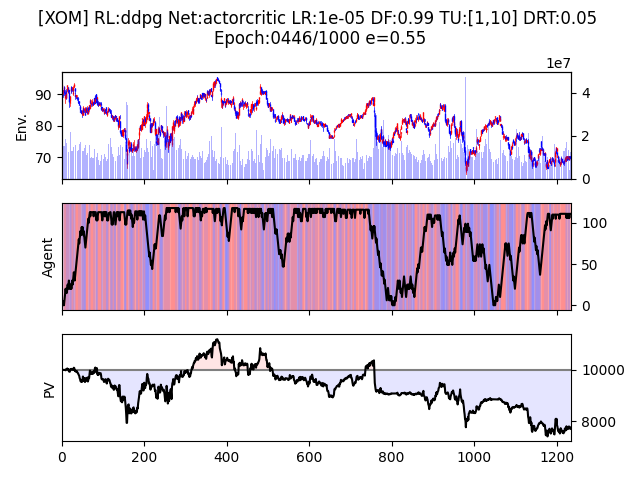 [XOM] RL:ddpg Net:actorcritic LR:1e-05 DF:0.99 TU:[1,10] DRT:0.05
Epoch:0446/1000 e=0.55
1e7
Env.
90
80
70
4
2
0
Agent
100
50
0
PV
10000
8000
0 200 400 600 800 1000 1200